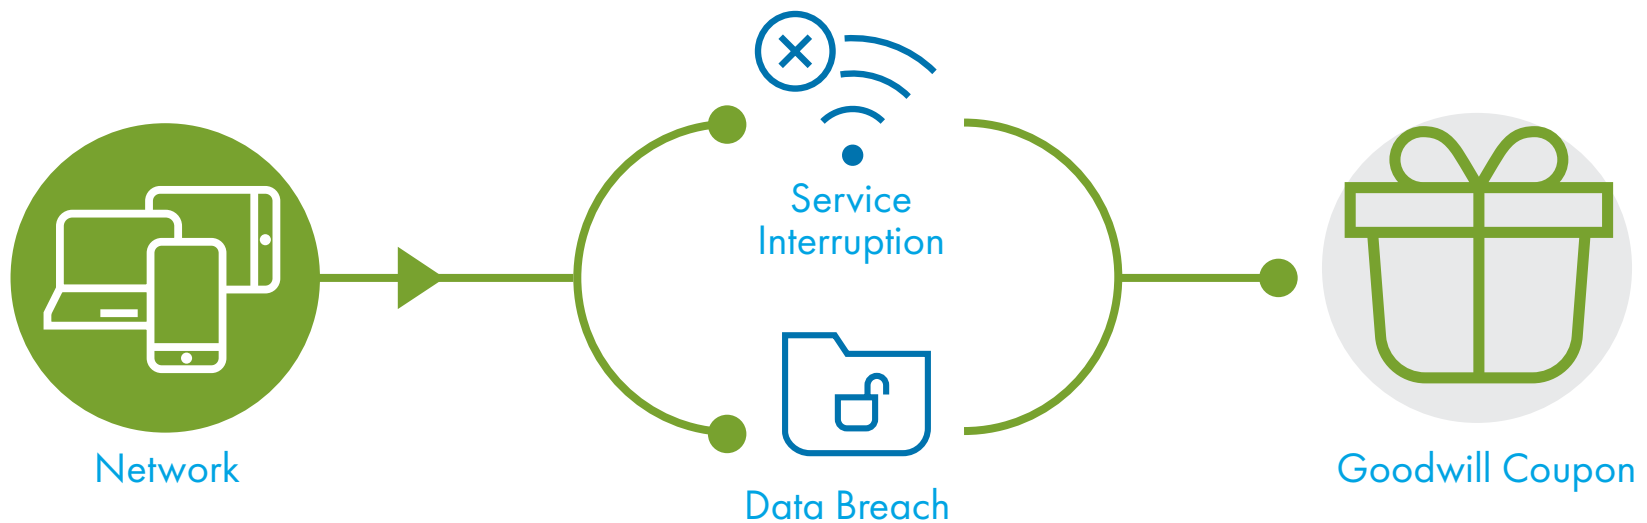 Network
Service
Interruption
Data Breach
Goodwill Coupon